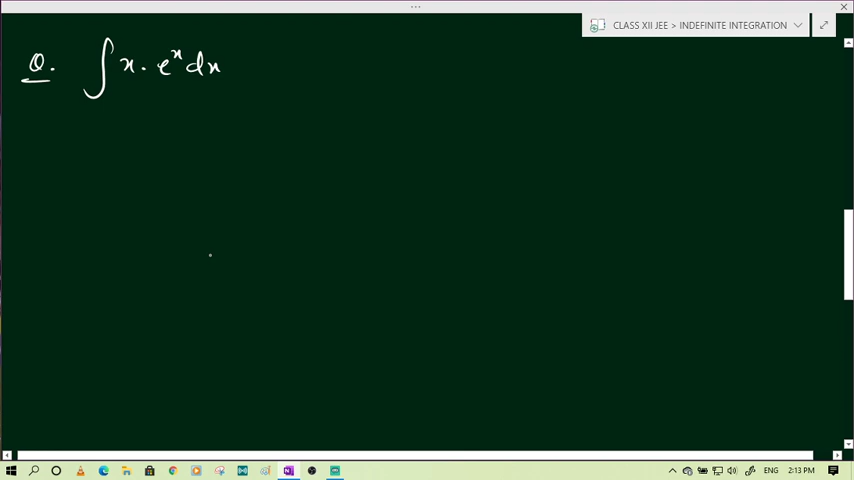 ...
CLASS XII JEE > INDEFINITE INTEGRATION
Q. ∫ x. eˣ dx
ENG 2:13 PM